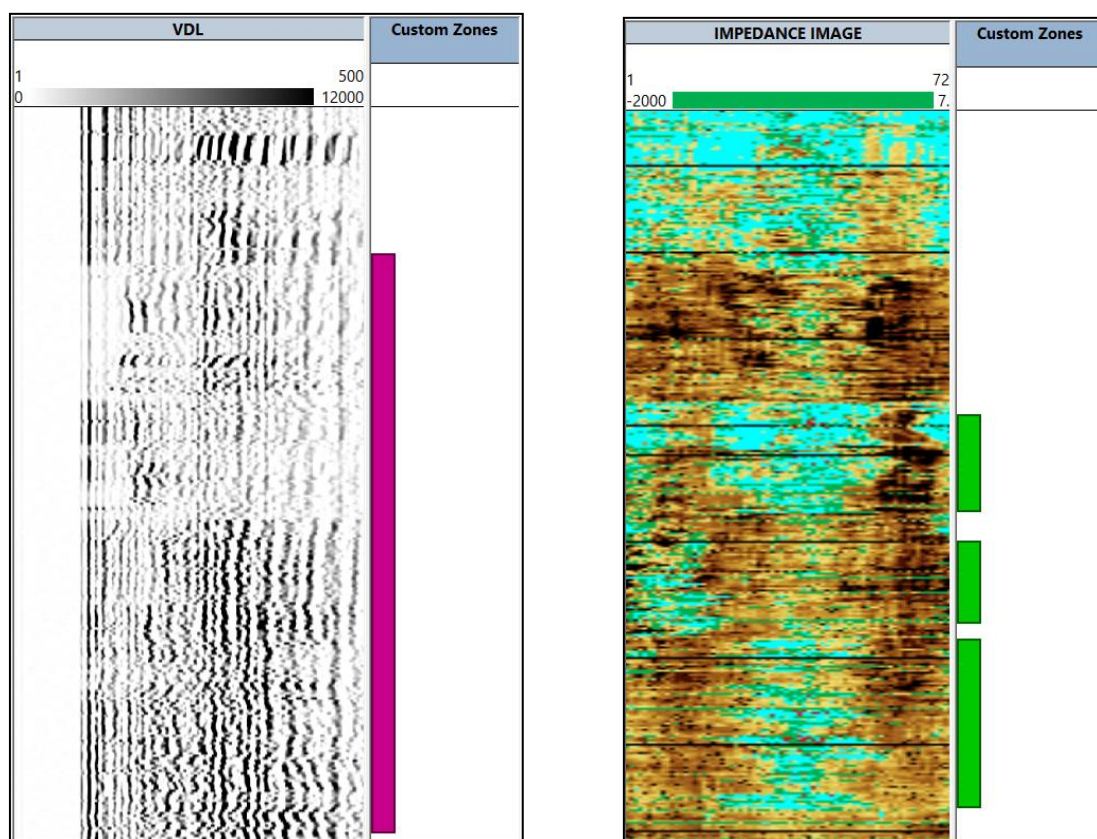 VDL
Custom Zones
1 500
0 12000
IMPEDANCE IMAGE
Custom Zones
1 72
-2000 7.